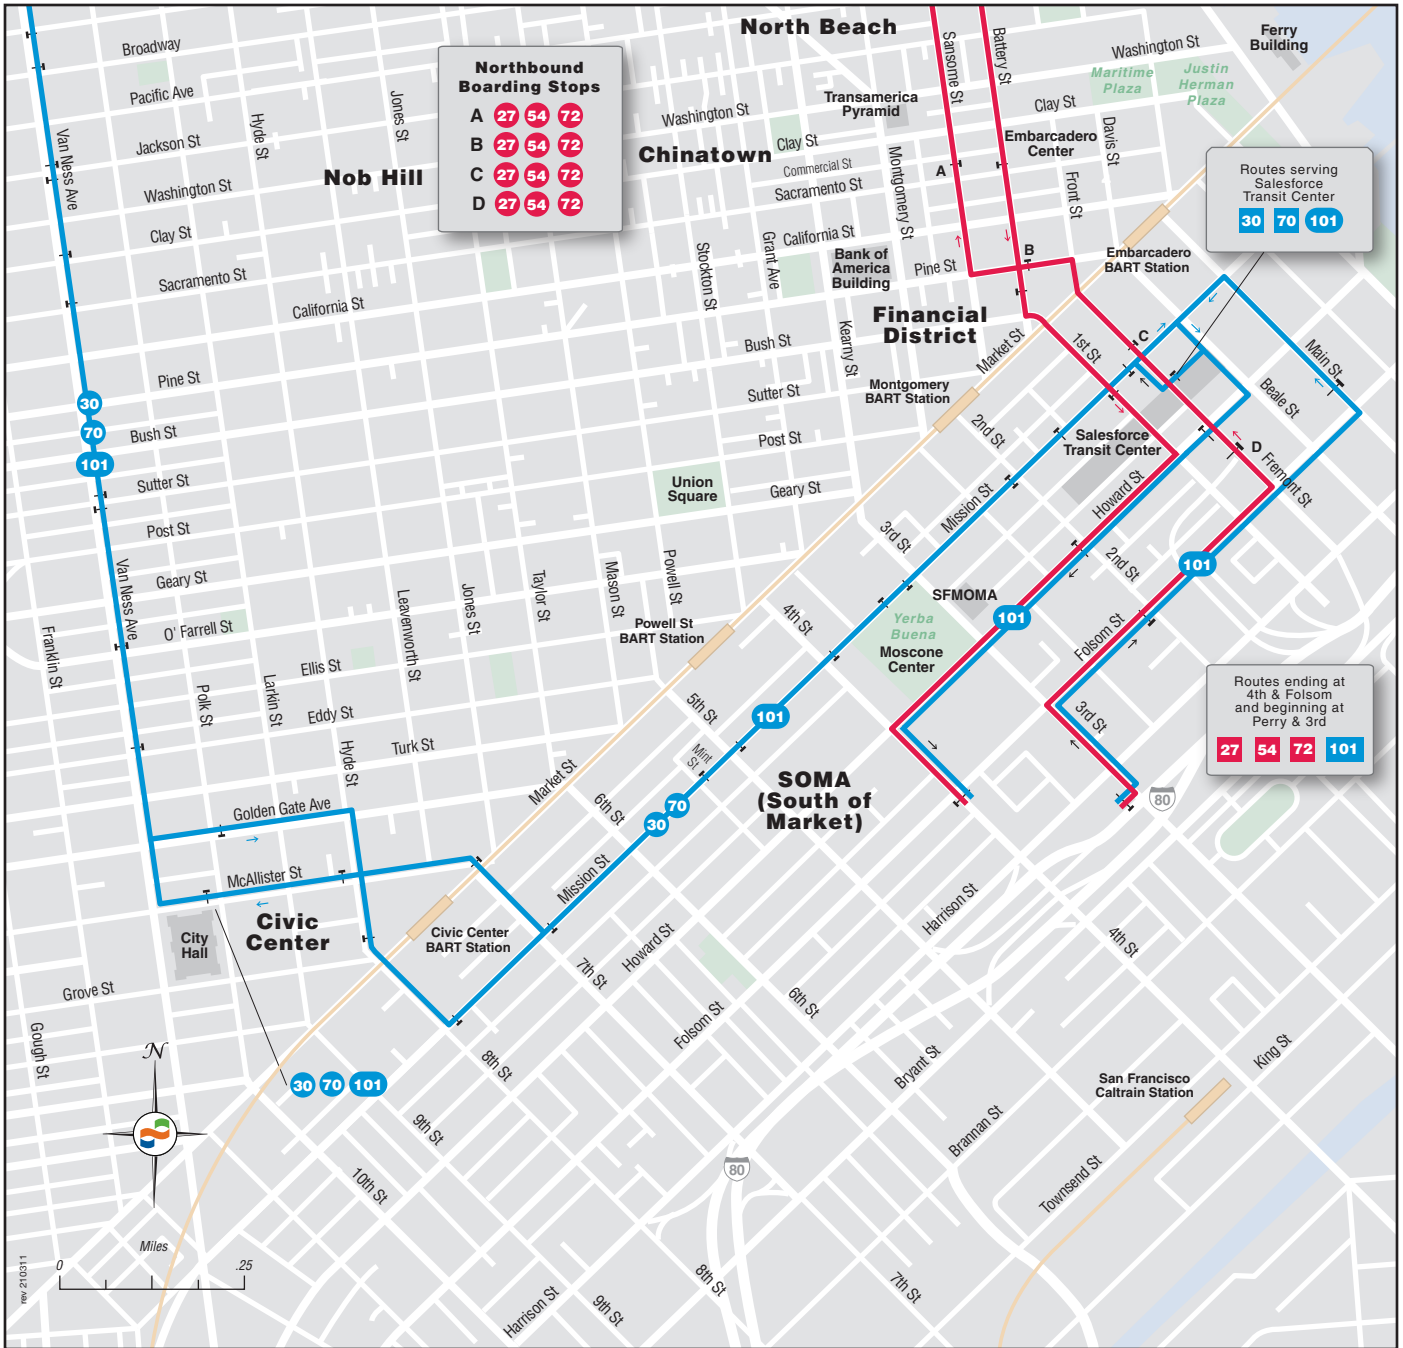 North Beach
Ferry
Building
Broadway
Washington St
Sansome St
Battery St
Northbound
Boarding Stops
A 27 54 72
B 27 54 72
C 27 54 72
D 27 54 72
Maritime
Plaza
Justin
Herman
Plaza
Pacific Ave
Jones St
Transamerica
Pyramid
Clay St
Washington St
Hyde St
Van Ness Ave
Jackson St
Chinatown
Clay St
Embarcadero
Center
Davis St
Commercial St
Montgomery St
A
Nob Hill
Washington St
Sacramento St
Front St
Routes serving
Salesforce
Transit Center
30 70 101
Clay St
California St
Grant Ave
Stockton St
B
Bank of
America
Building
Pine St
Embarcadero
BART Station
Sacramento St
California St
Financial
District
Kearny St
Market St
1st St
C
Main St
Bush St
Pine St
Sutter St
Montgomery
BART Station
Beale St
30
70
101
Bush St
2nd St
Post St
Salesforce
Transit Center
D
Sutter St
Union
Square
Geary St
Mission St
Howard St
Fremont St
Post St
3rd St
Van Ness Ave
Geary St
Powell St
Mason St
Taylor St
Jones St
Leavenworth St
2nd St
101
SFMOMA
101
Yerba
Buena
Moscone
Center
4th St
Powell St
BART Station
O' Farrell St
Franklin St
Ellis St
Folsom St
Polk St
Larkin St
Eddy St
5th St
101
3rd St
Routes ending at
4th & Folsom
and beginning at
Perry & 3rd
27 54 72 101
Hyde St
Turk St
Mint
St
Market St
SOMA
(South of
Market)
80
6th St
70
30
Golden Gate Ave
McAllister St
Mission St
Harrison St
Civic
Center
City
Hall
Civic Center
BART Station
Howard St
4th St
7th St
Grove St
6th St
Folsom St
Gough St
8th St
Bryant St
King St
N
30 70 101
San Francisco
Caltrain Station
9th St
Brannan St
80
10th St
Townsend St
Miles
0 .25
rev 210311
8th St
7th St
Harrison St
9th St